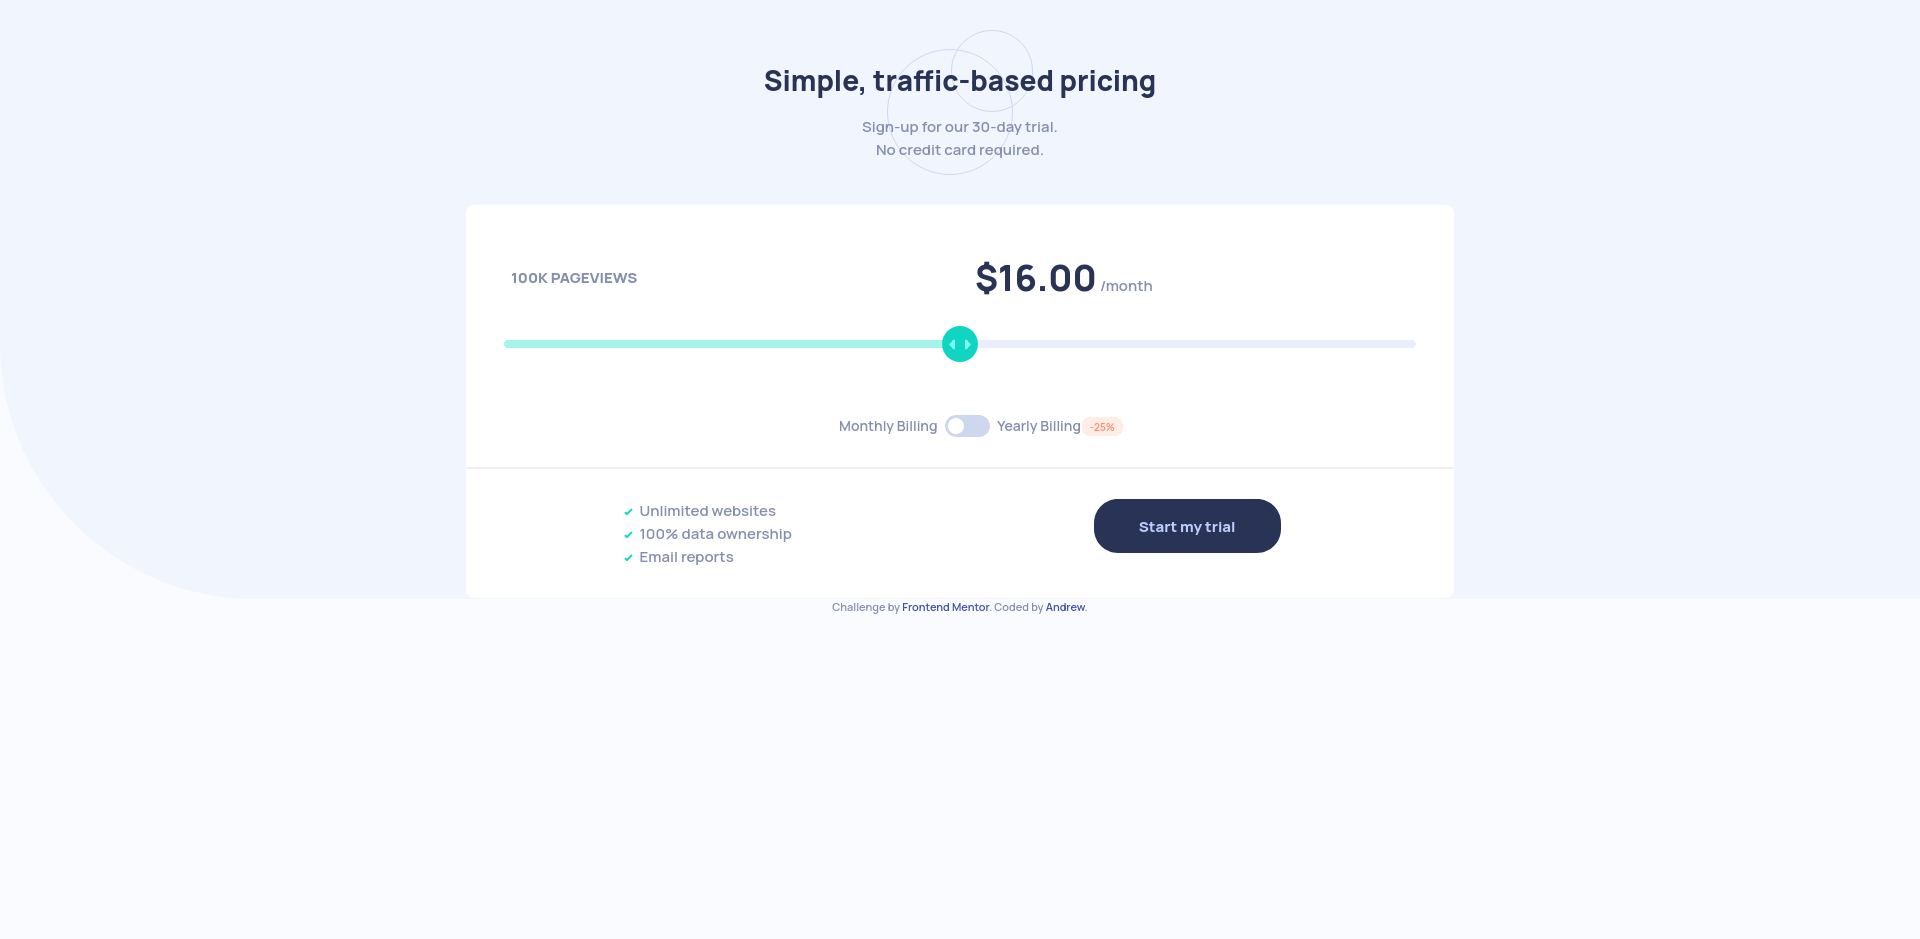 Simple, traffic-based pricing
Sign-up for our 30-day trial.
No credit card required.
100K PAGEVIEWS
$16.00 /month
Monthly Billing
Yearly Billing -25%
Unlimited websites
100% data ownership
Email reports
Start my trial
Challenge by Frontend Mentor. Coded by Andrew.